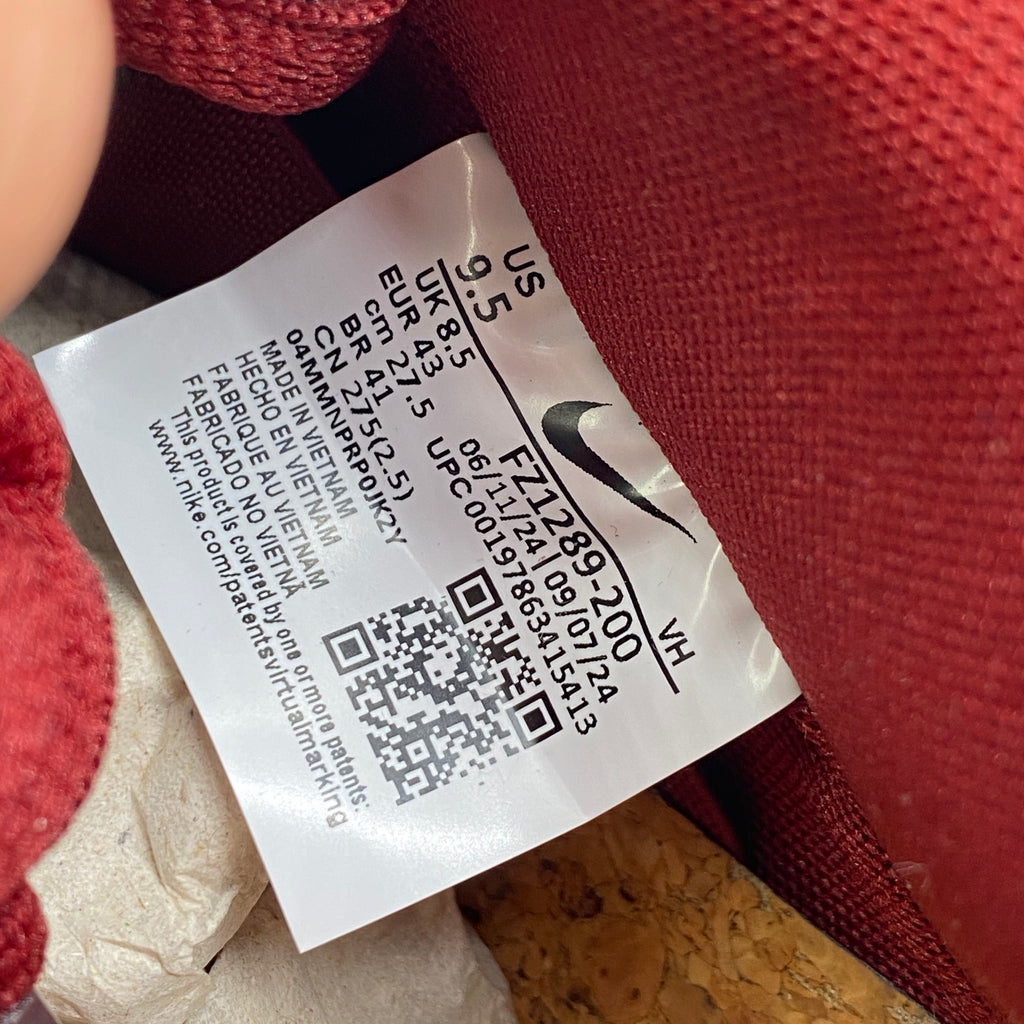 US
9.5
VH
UK 8.5
EUR 43
cm 27.5
BR 41
CN 275(2.5)
04MMNPRP0JK2Y
FZ1289-200
06/11/24 | 09/07/24
UPC 00197863415413
MADE IN VIETNAM
HECHO EN VIETNAM
FABRIQUE AU VIETNAM
FABRICADO NO VIETNÃ
This product is covered by one or more patents:
www.nike.com/patentsvirtualmarking